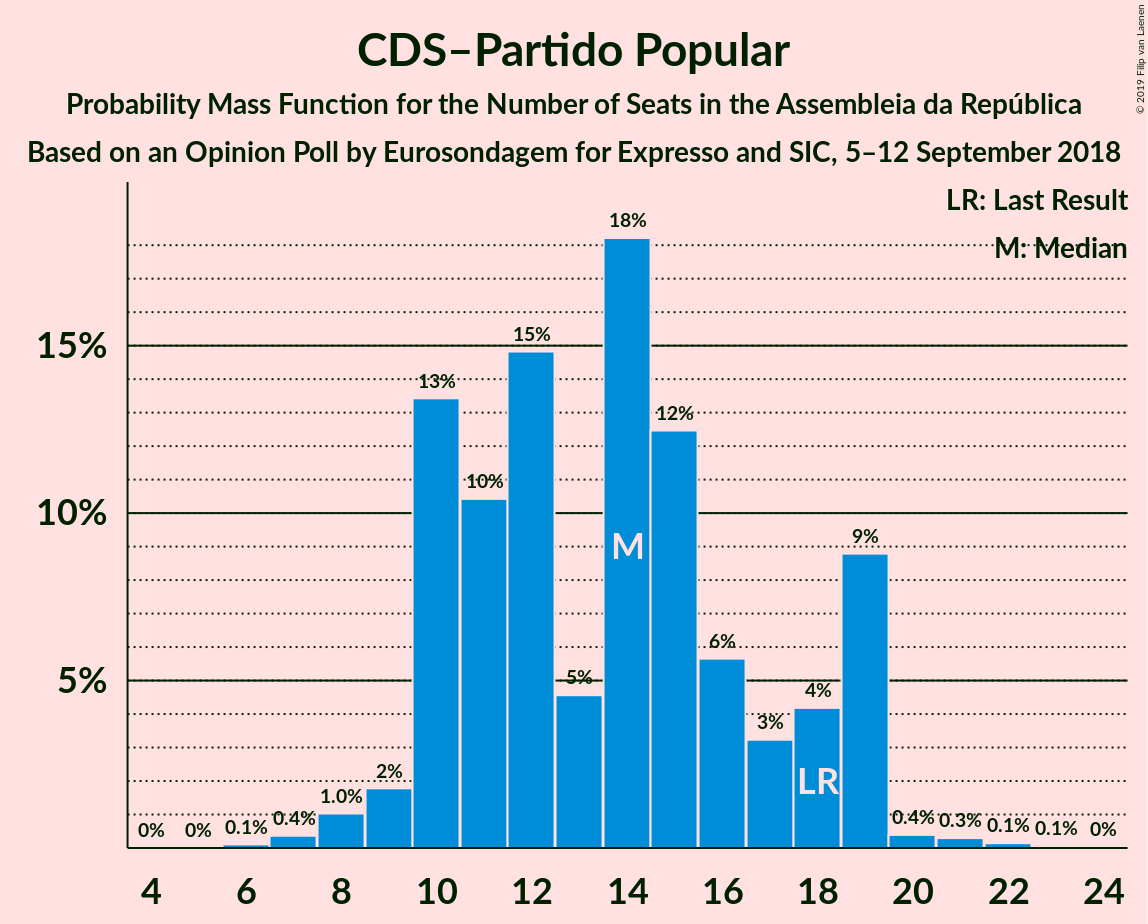 CDS–Partido Popular
Probability Mass Function for the Number of Seats in the Assembleia da República
Based on an Opinion Poll by Eurosondagem for Expresso and SIC, 5–12 September 2018
© 2019 Filip van Laenen
LR: Last Result
M: Median
15%
10%
5%
0%
0%
0.1%
0.4%
1.0%
2%
13%
10%
15%
5%
18%
12%
6%
3%
4%
9%
0.4%
0.3%
0.1%
0.1%
0%
M
LR
4 6 8 10 12 14 16 18 20 22 24